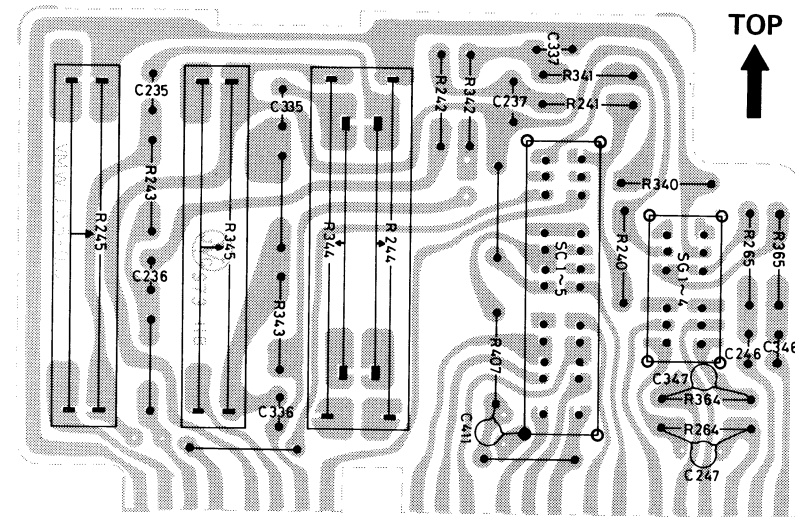 TOP
C337
R341
C235
C335
R242
R342
C237
R241
R243
R340
R245
R345
R344
R244
SC 1~5
R240
SG 1~4
R265
R365
C236
R343
R407
C246
C346
C347
R364
C336
C411
R264
C247